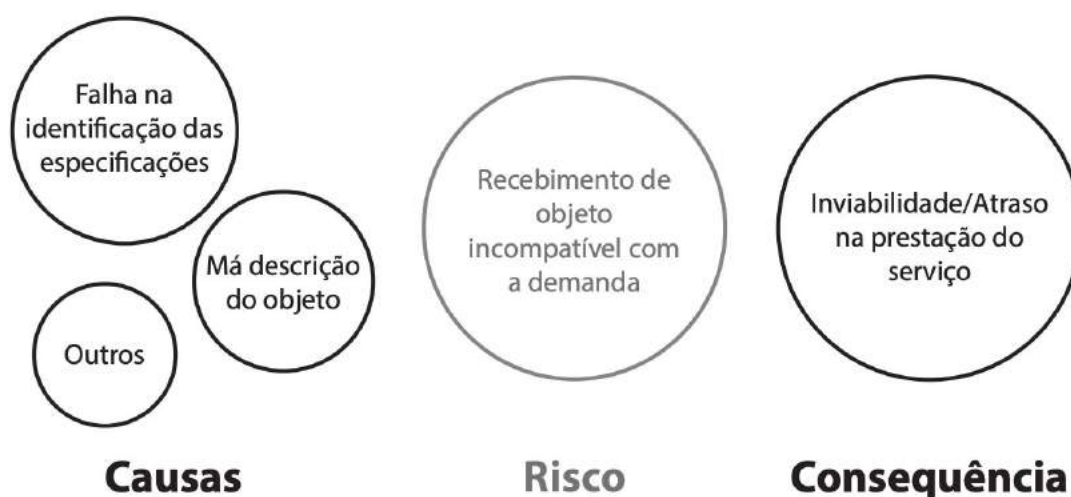 Falha na
identificação das
especificações
Má descrição
do objeto
Outros
Causas
Recebimento de
objeto
incompatível com
a demanda
Risco
Inviabilidade/Atraso
na prestação do
serviço
Consequência